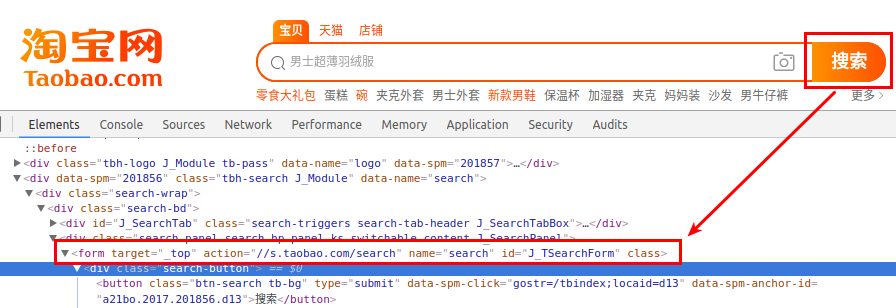 宝贝 天猫 店铺
淘宝网
Taobao.com
男士超薄羽绒服
搜索
零食大礼包 蛋糕 碗 夹克外套 男士外套 新款男鞋 保温杯 加湿器 夹克 妈妈装 沙发 男牛仔裤 更多 >
Elements Console Sources Network Performance Memory Application Security Audits
::before
▶<div class="tbh-logo J_Module tb-pass" data-name="logo" data-spm="201857">…</div>
▼<div data-spm="201856" class="tbh-search J_Module" data-name="search">
▼<div class="search-wrap">
▼<div class="search-bd">
▶<div id="J_SearchTab" class="search-triggers search-tab-header J_SearchTabBox">…</div>
▼<div class="search-panel search-hp-panel ks-switchable-content J_SearchPanel">
▼<form target="_top" action="//s.taobao.com/search" name="search" id="J_TSearchForm" class>
▼<div class="search-button"> == $0
<button class="btn-search tb-bg" type="submit" data-spm-click="gostr=/tbindex;locaid=d13" data-spm-anchor-id=
"a21bo.2017.201856.d13">搜索</button>